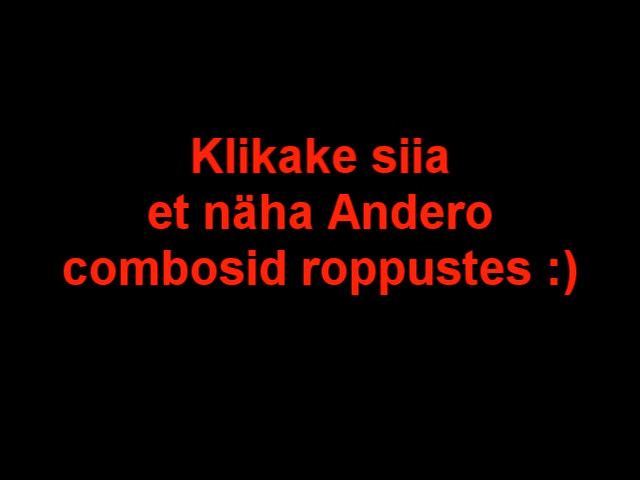 Klikake siia
et näha Andero
combosid roppustes :)